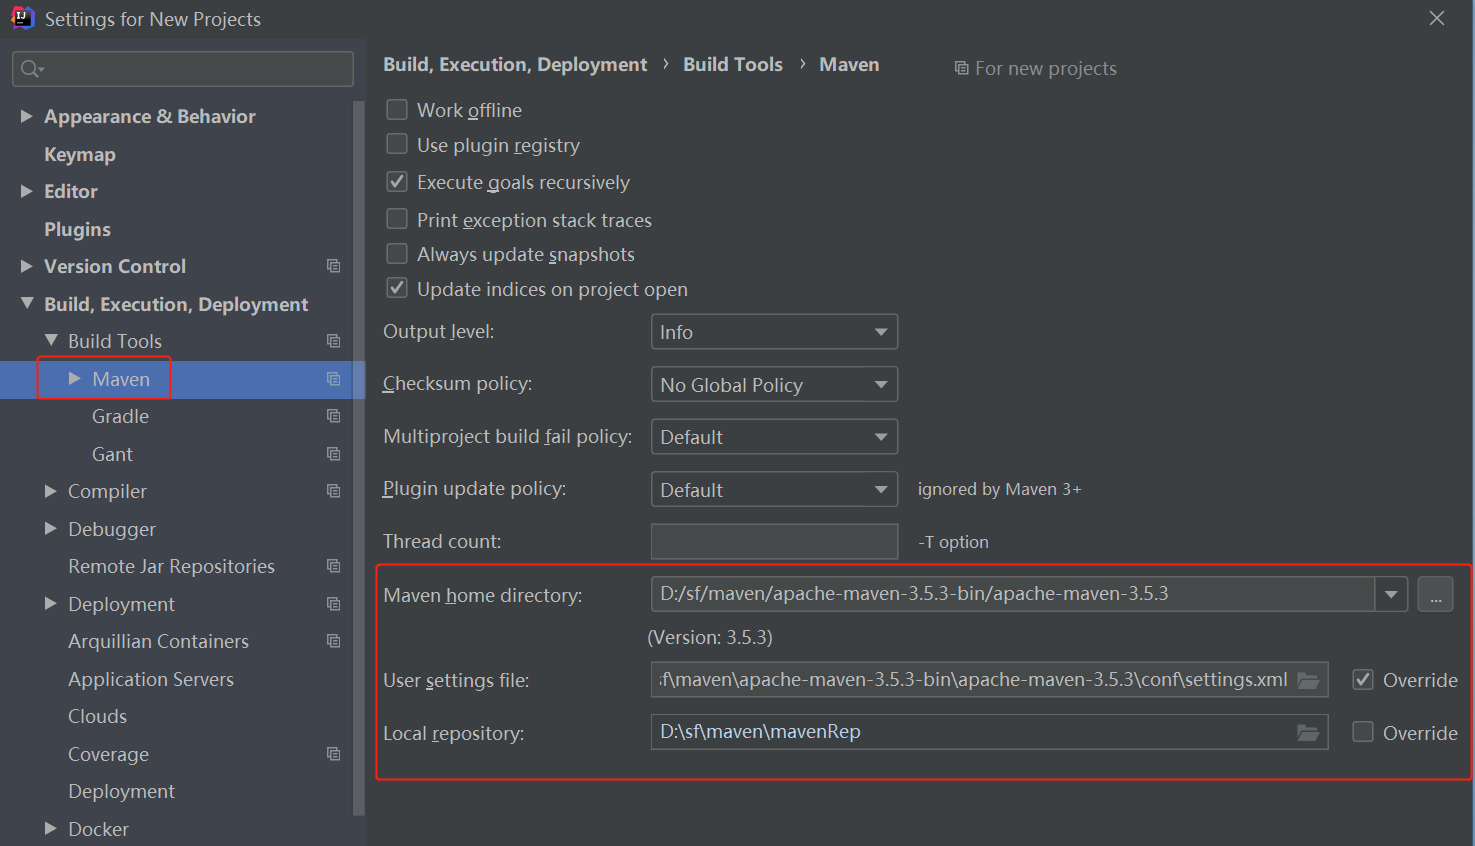 Settings for New Projects
Appearance & Behavior
Keymap
Editor
Plugins
Version Control
Build, Execution, Deployment
Build Tools
Maven
Gradle
Gant
Compiler
Debugger
Remote Jar Repositories
Deployment
Arquillian Containers
Application Servers
Clouds
Coverage
Deployment
Docker
Build, Execution, Deployment › Build Tools › Maven For new projects
Work offline
Use plugin registry
Execute goals recursively
Print exception stack traces
Always update snapshots
Update indices on project open
Output level: Info
Checksum policy: No Global Policy
Multiproject build fail policy: Default
Plugin update policy: Default ignored by Maven 3+
Thread count: -T option
Maven home directory: D:/sf/maven/apache-maven-3.5.3-bin/apache-maven-3.5.3 ...
(Version: 3.5.3)
User settings file: sf\maven\apache-maven-3.5.3-bin\apache-maven-3.5.3\conf\settings.xml Override
Local repository: D:\sf\maven\mavenRep Override